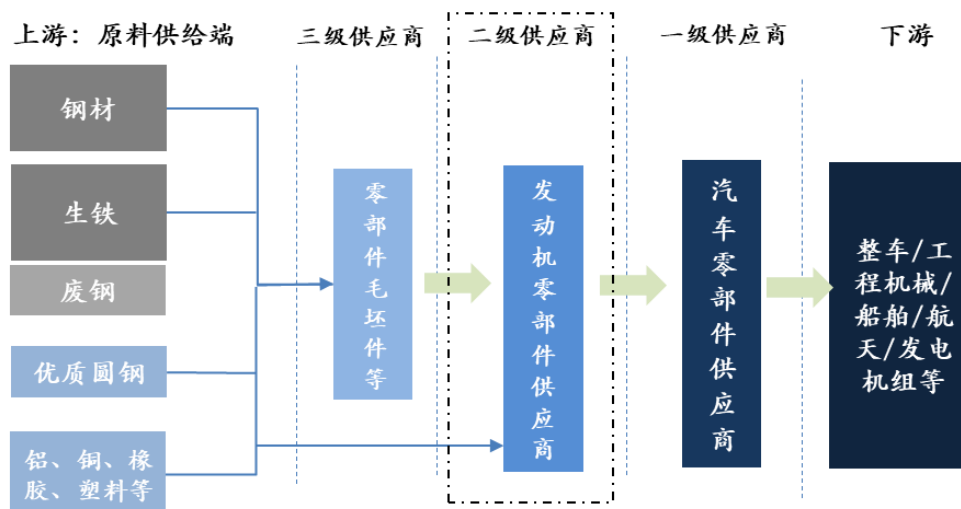 上游：原料供给端
三级供应商
二级供应商
一级供应商
下游
钢材
生铁
废钢
优质圆钢
铝、铜、橡
胶、塑料等
零部件毛坯件等
发动机零部件供应商
汽车零部件供应商
整车/工
程机械/
船舶/航
天/发电
机组等